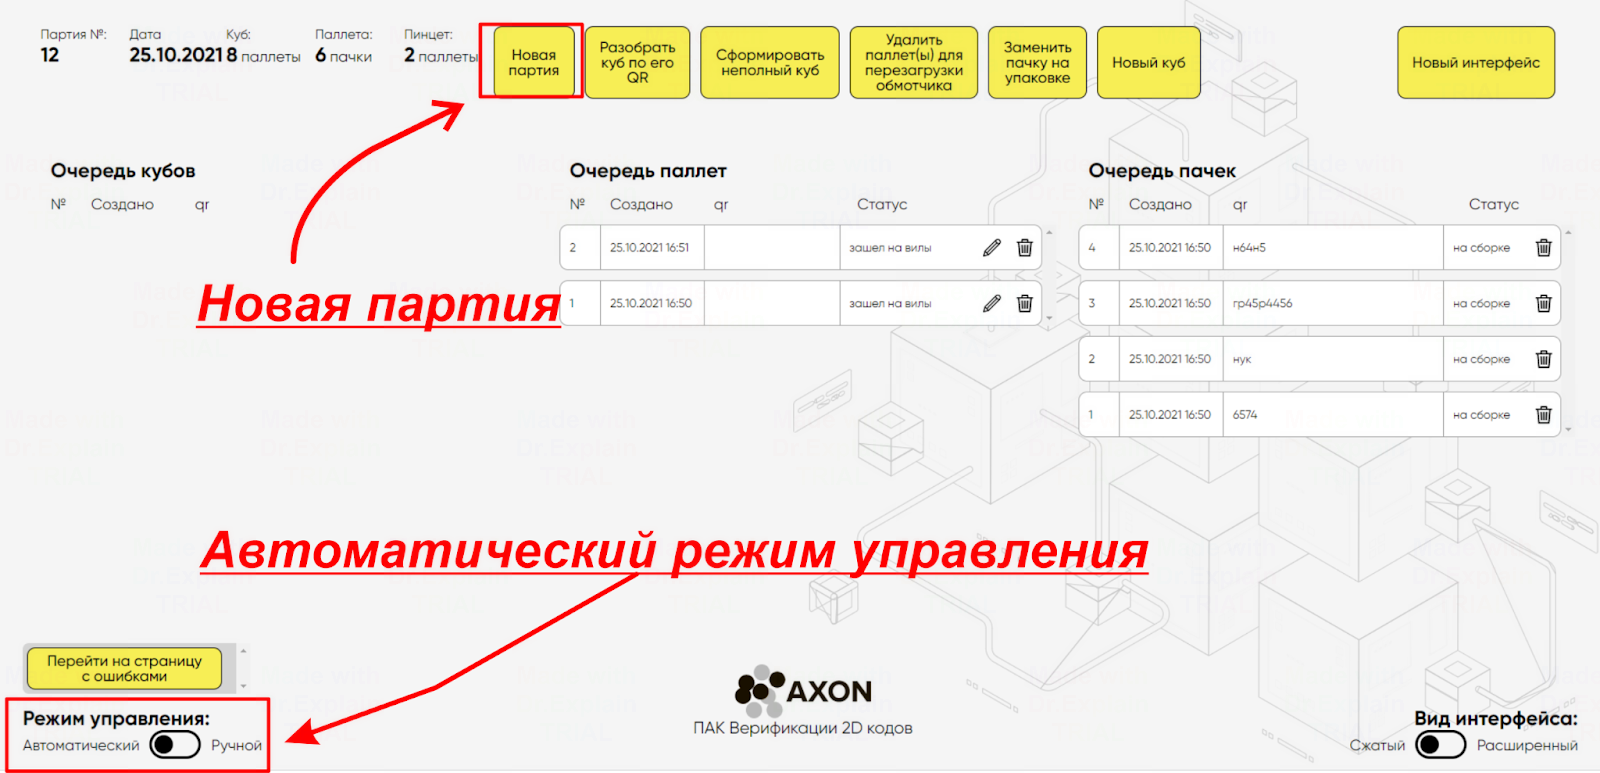 Партия №:
12
Дата
25.10.2021
Куб:
8 паллеты
Паллета:
6 пачки
Пинцет:
2 паллеты
Новая
партия
Разобрать
куб по его
QR
Сформировать
неполный куб
Удалить
паллет(ы) для
перезагрузки
обмотчика
Заменить
пачку на
упаковке
Новый куб
Новый интерфейс
Очередь кубов
№ Создано qr
Очередь паллет
№ Создано qr Статус
2 25.10.2021 16:51 зашел на вилы
1 25.10.2021 16:50 зашел на вилы
Очередь пачек
№ Создано qr Статус
4 25.10.2021 16:50 н64н5 на сборке
3 25.10.2021 16:50 гр45р4456 на сборке
2 25.10.2021 16:50 нук на сборке
1 25.10.2021 16:50 6574 на сборке
Новая партия
Автоматический режим управления
Перейти на страницу
с ошибками
Режим управления:
Автоматический Ручной
AXON
ПАК Верификации 2D кодов
Вид интерфейса:
Сжатый Расширенный
Made with
Dr.Explain
TRIAL